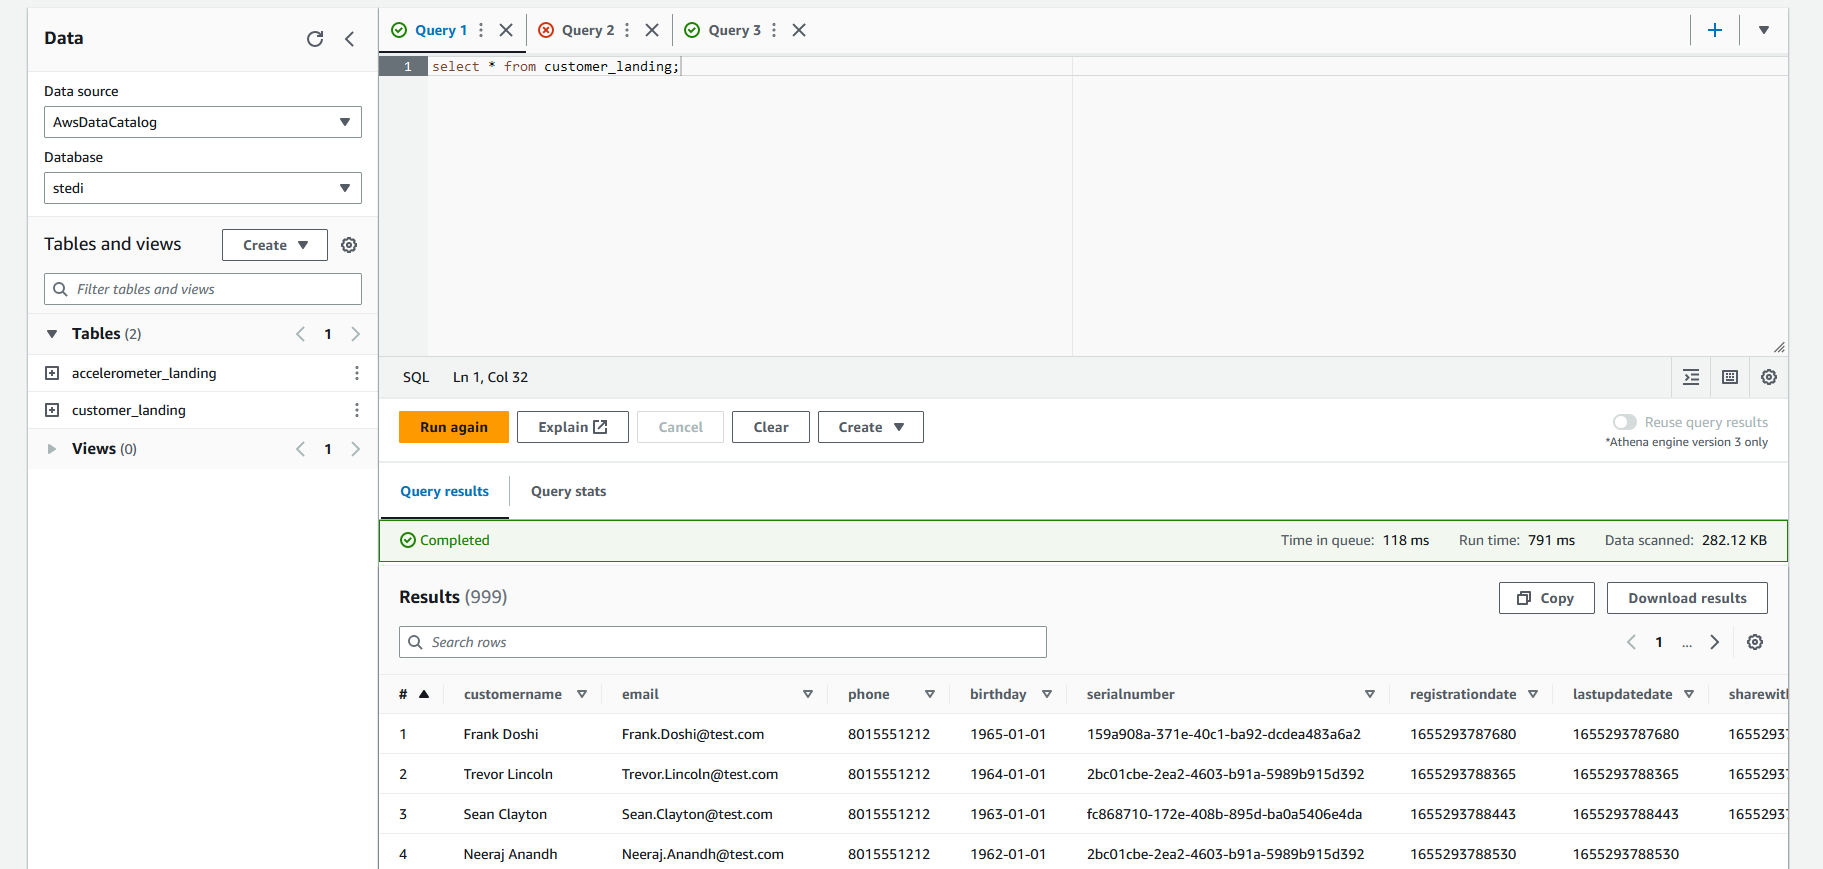 Data
Data source
AwsDataCatalog
Database
stedi
Tables and views
Create
Filter tables and views
Tables (2)
1
accelerometer_landing
customer_landing
Views (0)
1
Query 1
Query 2
Query 3
1 select * from customer_landing;
SQL Ln 1, Col 32
Run again Explain Cancel Clear Create
Reuse query results
*Athena engine version 3 only
Query results Query stats
Completed Time in queue: 118 ms Run time: 791 ms Data scanned: 282.12 KB
Results (999)
Copy Download results
Search rows
1 ...
# customername email phone birthday serialnumber registrationdate lastupdatedate
1 Frank Doshi Frank.Doshi@test.com 8015551212 1965-01-01 159a908a-371e-40c1-ba92-dcdea483a6a2 1655293787680 1655293787680 1655293
2 Trevor Lincoln Trevor.Lincoln@test.com 8015551212 1964-01-01 2bc01cbe-2ea2-4603-b91a-5989b915d392 1655293788365 1655293788365 1655293
3 Sean Clayton Sean.Clayton@test.com 8015551212 1963-01-01 fc868710-172e-408b-895d-ba0a5406e4da 1655293788443 1655293788443 1655293
4 Neeraj Anandh Neeraj.Anandh@test.com 8015551212 1962-01-01 2bc01cbe-2ea2-4603-b91a-5989b915d392 1655293788530 1655293788530